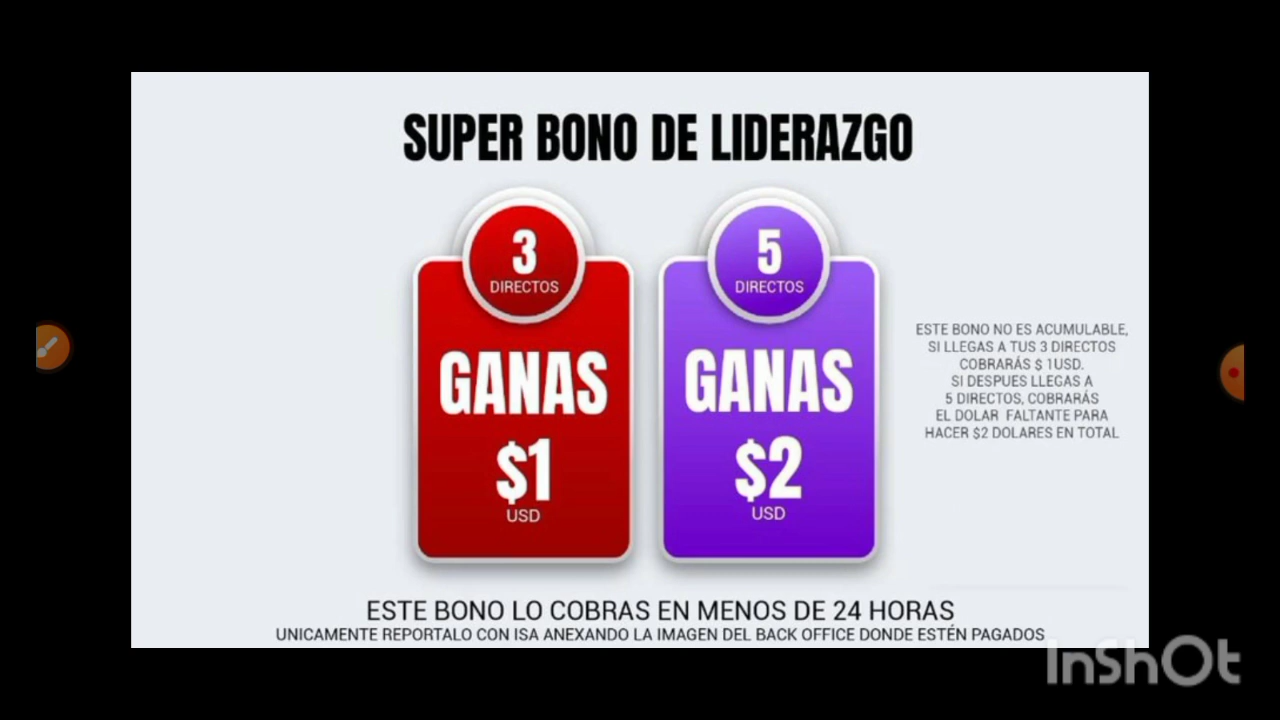 SUPER BONO DE LIDERAZGO
3
DIRECTOS
GANAS
$1
USD
5
DIRECTOS
GANAS
$2
USD
ESTE BONO NO ES ACUMULABLE,
SI LLEGAS A TUS 3 DIRECTOS
COBRARÁS $ 1USD.
SI DESPUES LLEGAS A
5 DIRECTOS, COBRARÁS
EL DOLAR FALTANTE PARA
HACER $2 DOLARES EN TOTAL
ESTE BONO LO COBRAS EN MENOS DE 24 HORAS
UNICAMENTE REPORTALO CON ISA ANEXANDO LA IMAGEN DEL BACK OFFICE DONDE ESTÉN PAGADOS
InShOt